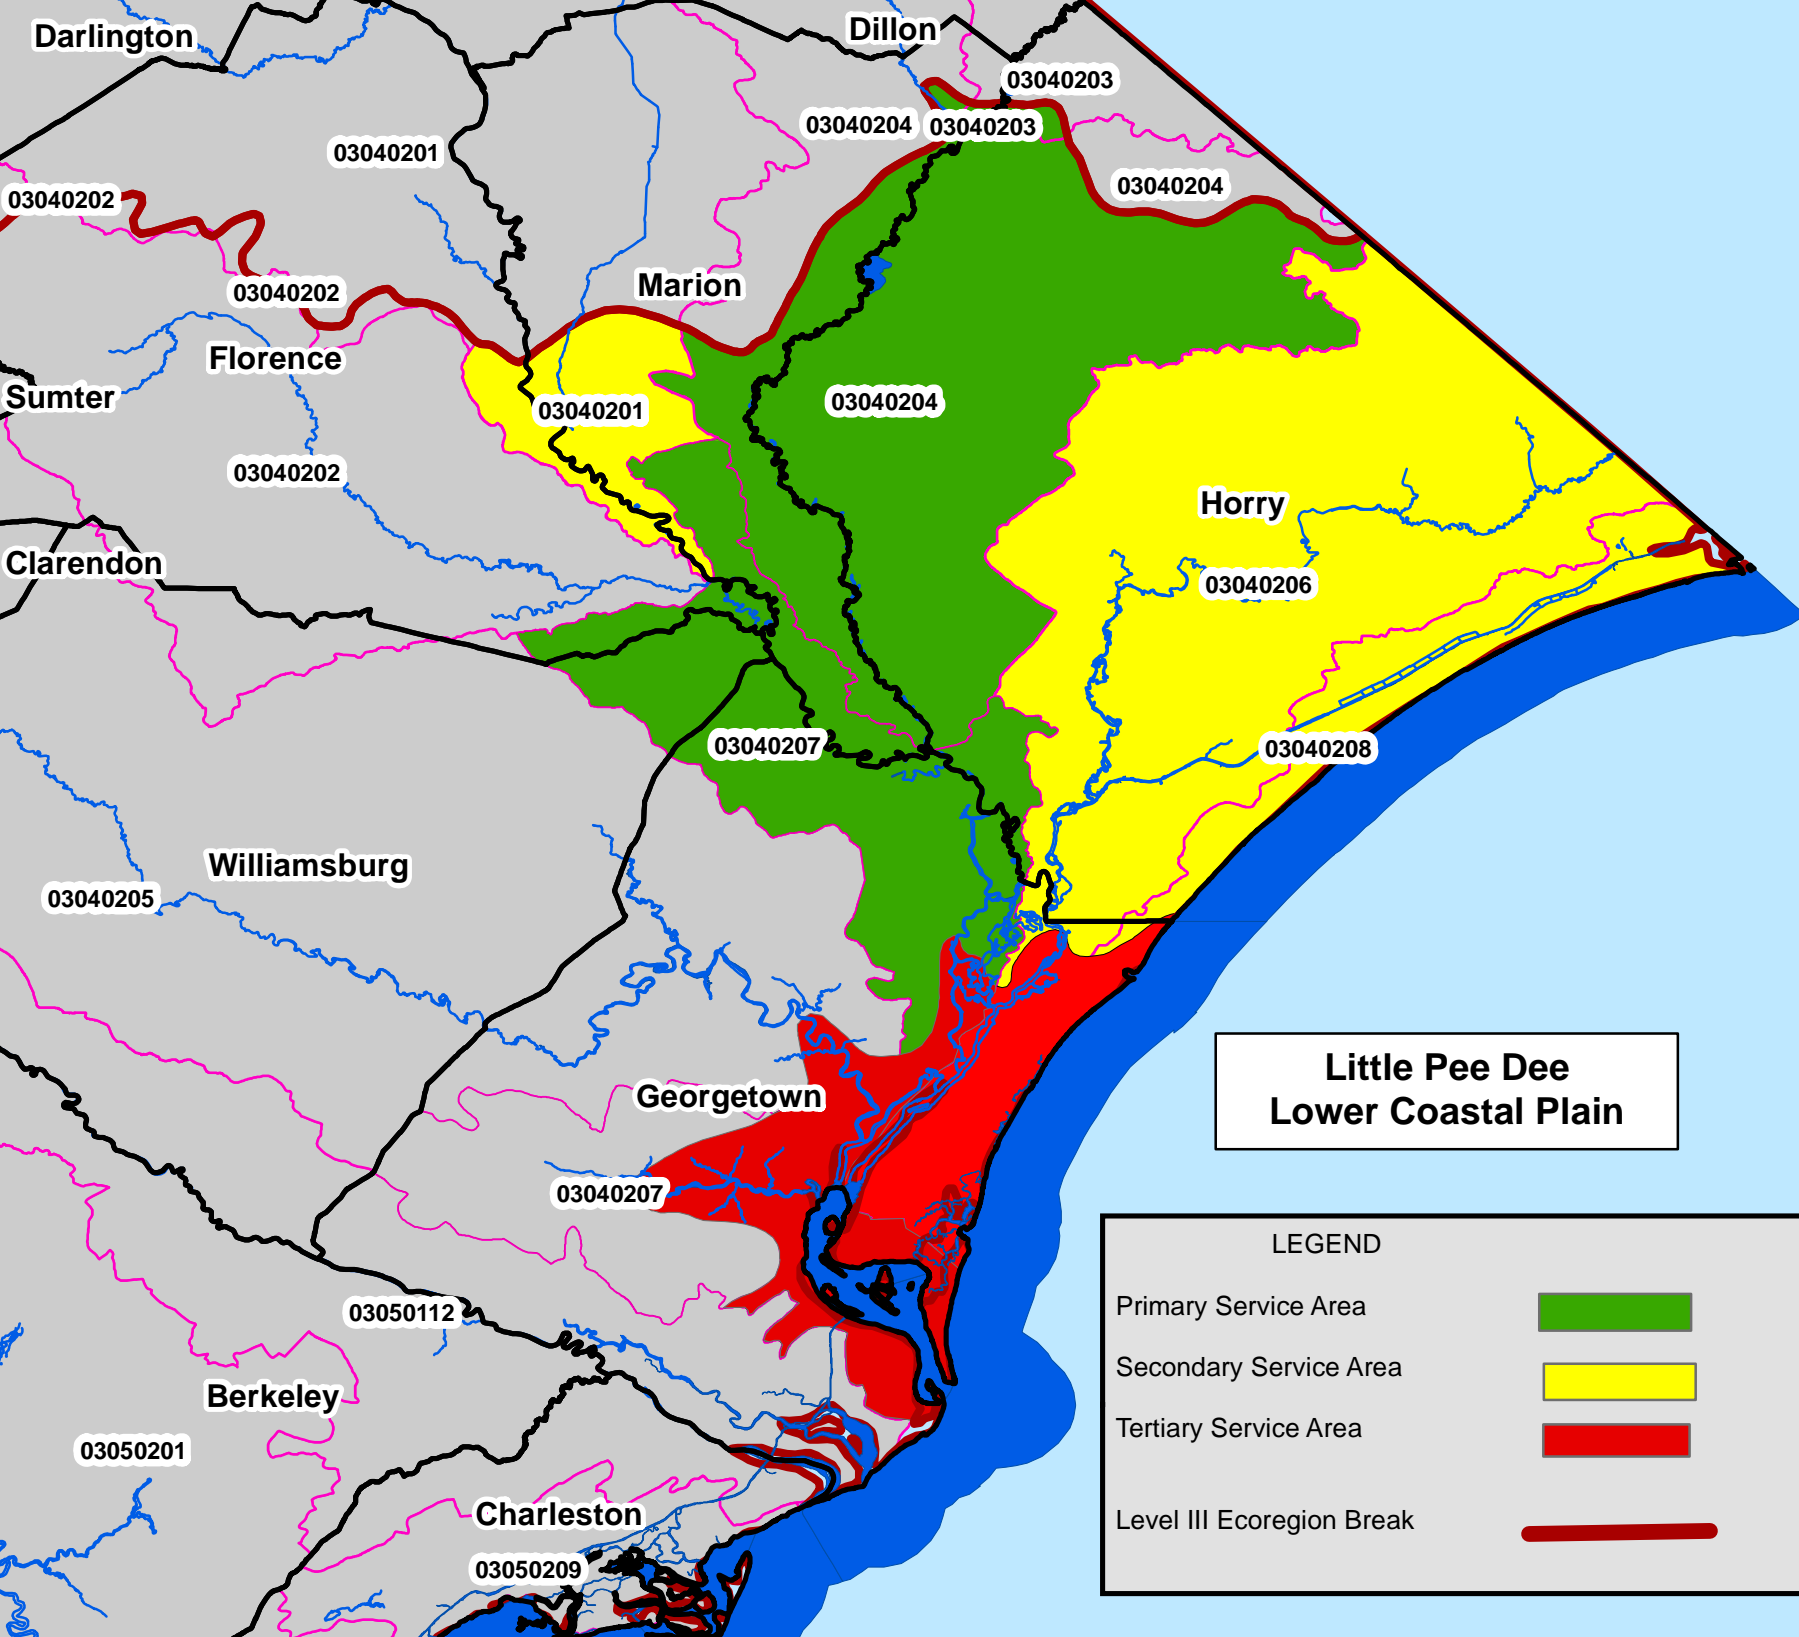 Darlington
Dillon
03040203
03040204
03040203
03040201
03040204
03040202
Marion
03040202
Florence
Sumter
03040204
03040201
03040202
Horry
Clarendon
03040206
03040207
03040208
Williamsburg
03040205
Little Pee Dee
Lower Coastal Plain
Georgetown
03040207
LEGEND
Primary Service Area
03050112
Secondary Service Area
Berkeley
Tertiary Service Area
03050201
Charleston
Level III Ecoregion Break
03050209